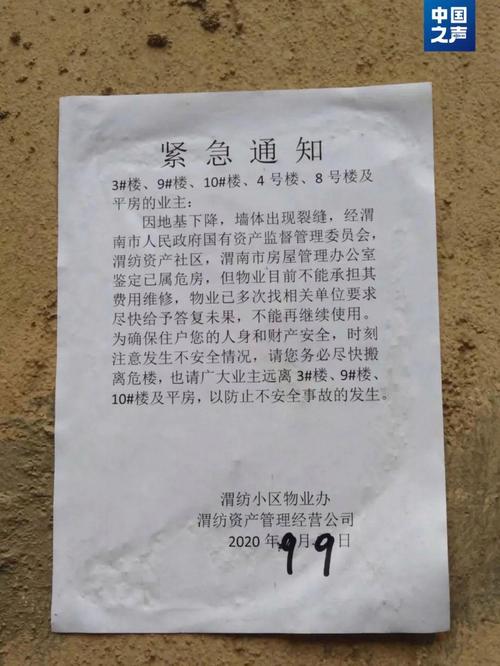 中国
之声
紧急通知
3#楼、9#楼、10#楼、4号楼、8号楼及
平房的业主：
因地基下降，墙体出现裂缝，经渭
南市人民政府国有资产监督管理委员会，
渭纺资产社区，渭南市房屋管理办公室
鉴定已属危房，但物业目前不能承担其
费用维修，物业已多次找相关单位要求
尽快给予答复未果，不能再继续使用。
为确保住户您的人身和财产安全，时刻
注意发生不安全情况，请您务必尽快搬
离危楼，也请广大业主远离3#楼、9#楼、
10#楼及平房，以防止不安全事故的发生。
渭纺小区物业办
渭纺资产管理经营公司
2020年9月9日